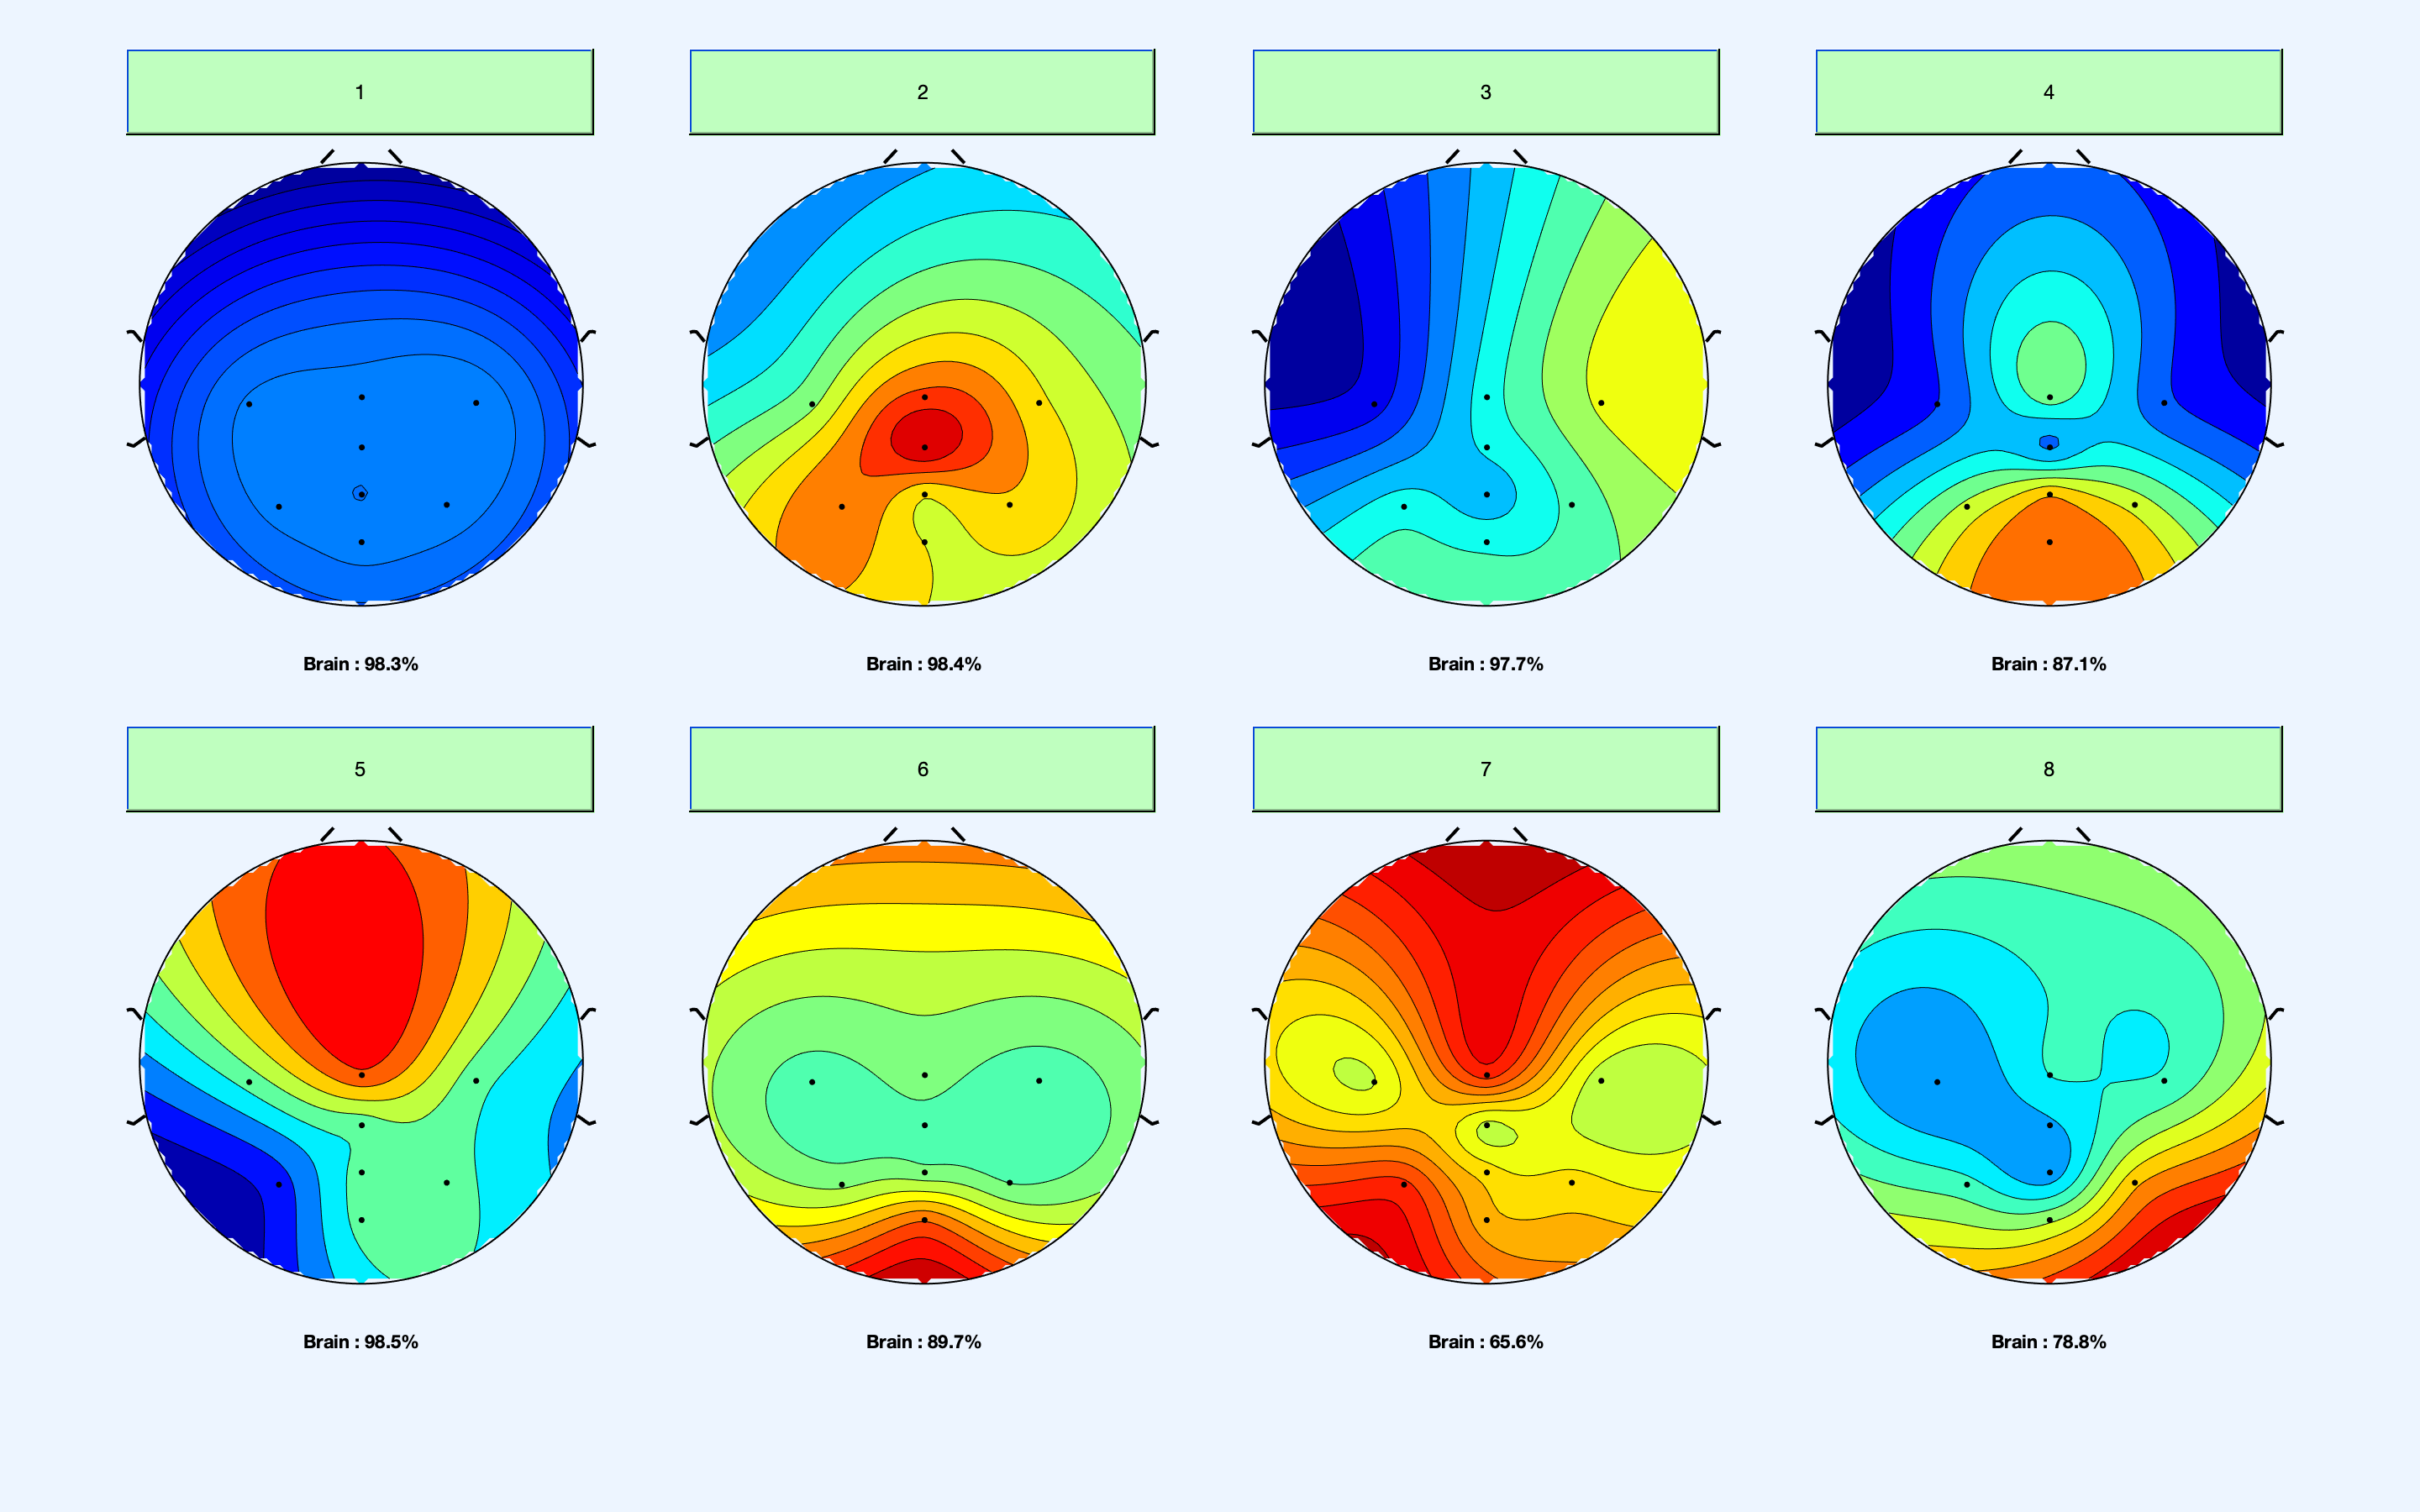 1
2
3
4
Brain : 98.3%
Brain : 98.4%
Brain : 97.7%
Brain : 87.1%
5
6
7
8
Brain : 98.5%
Brain : 89.7%
Brain : 65.6%
Brain : 78.8%